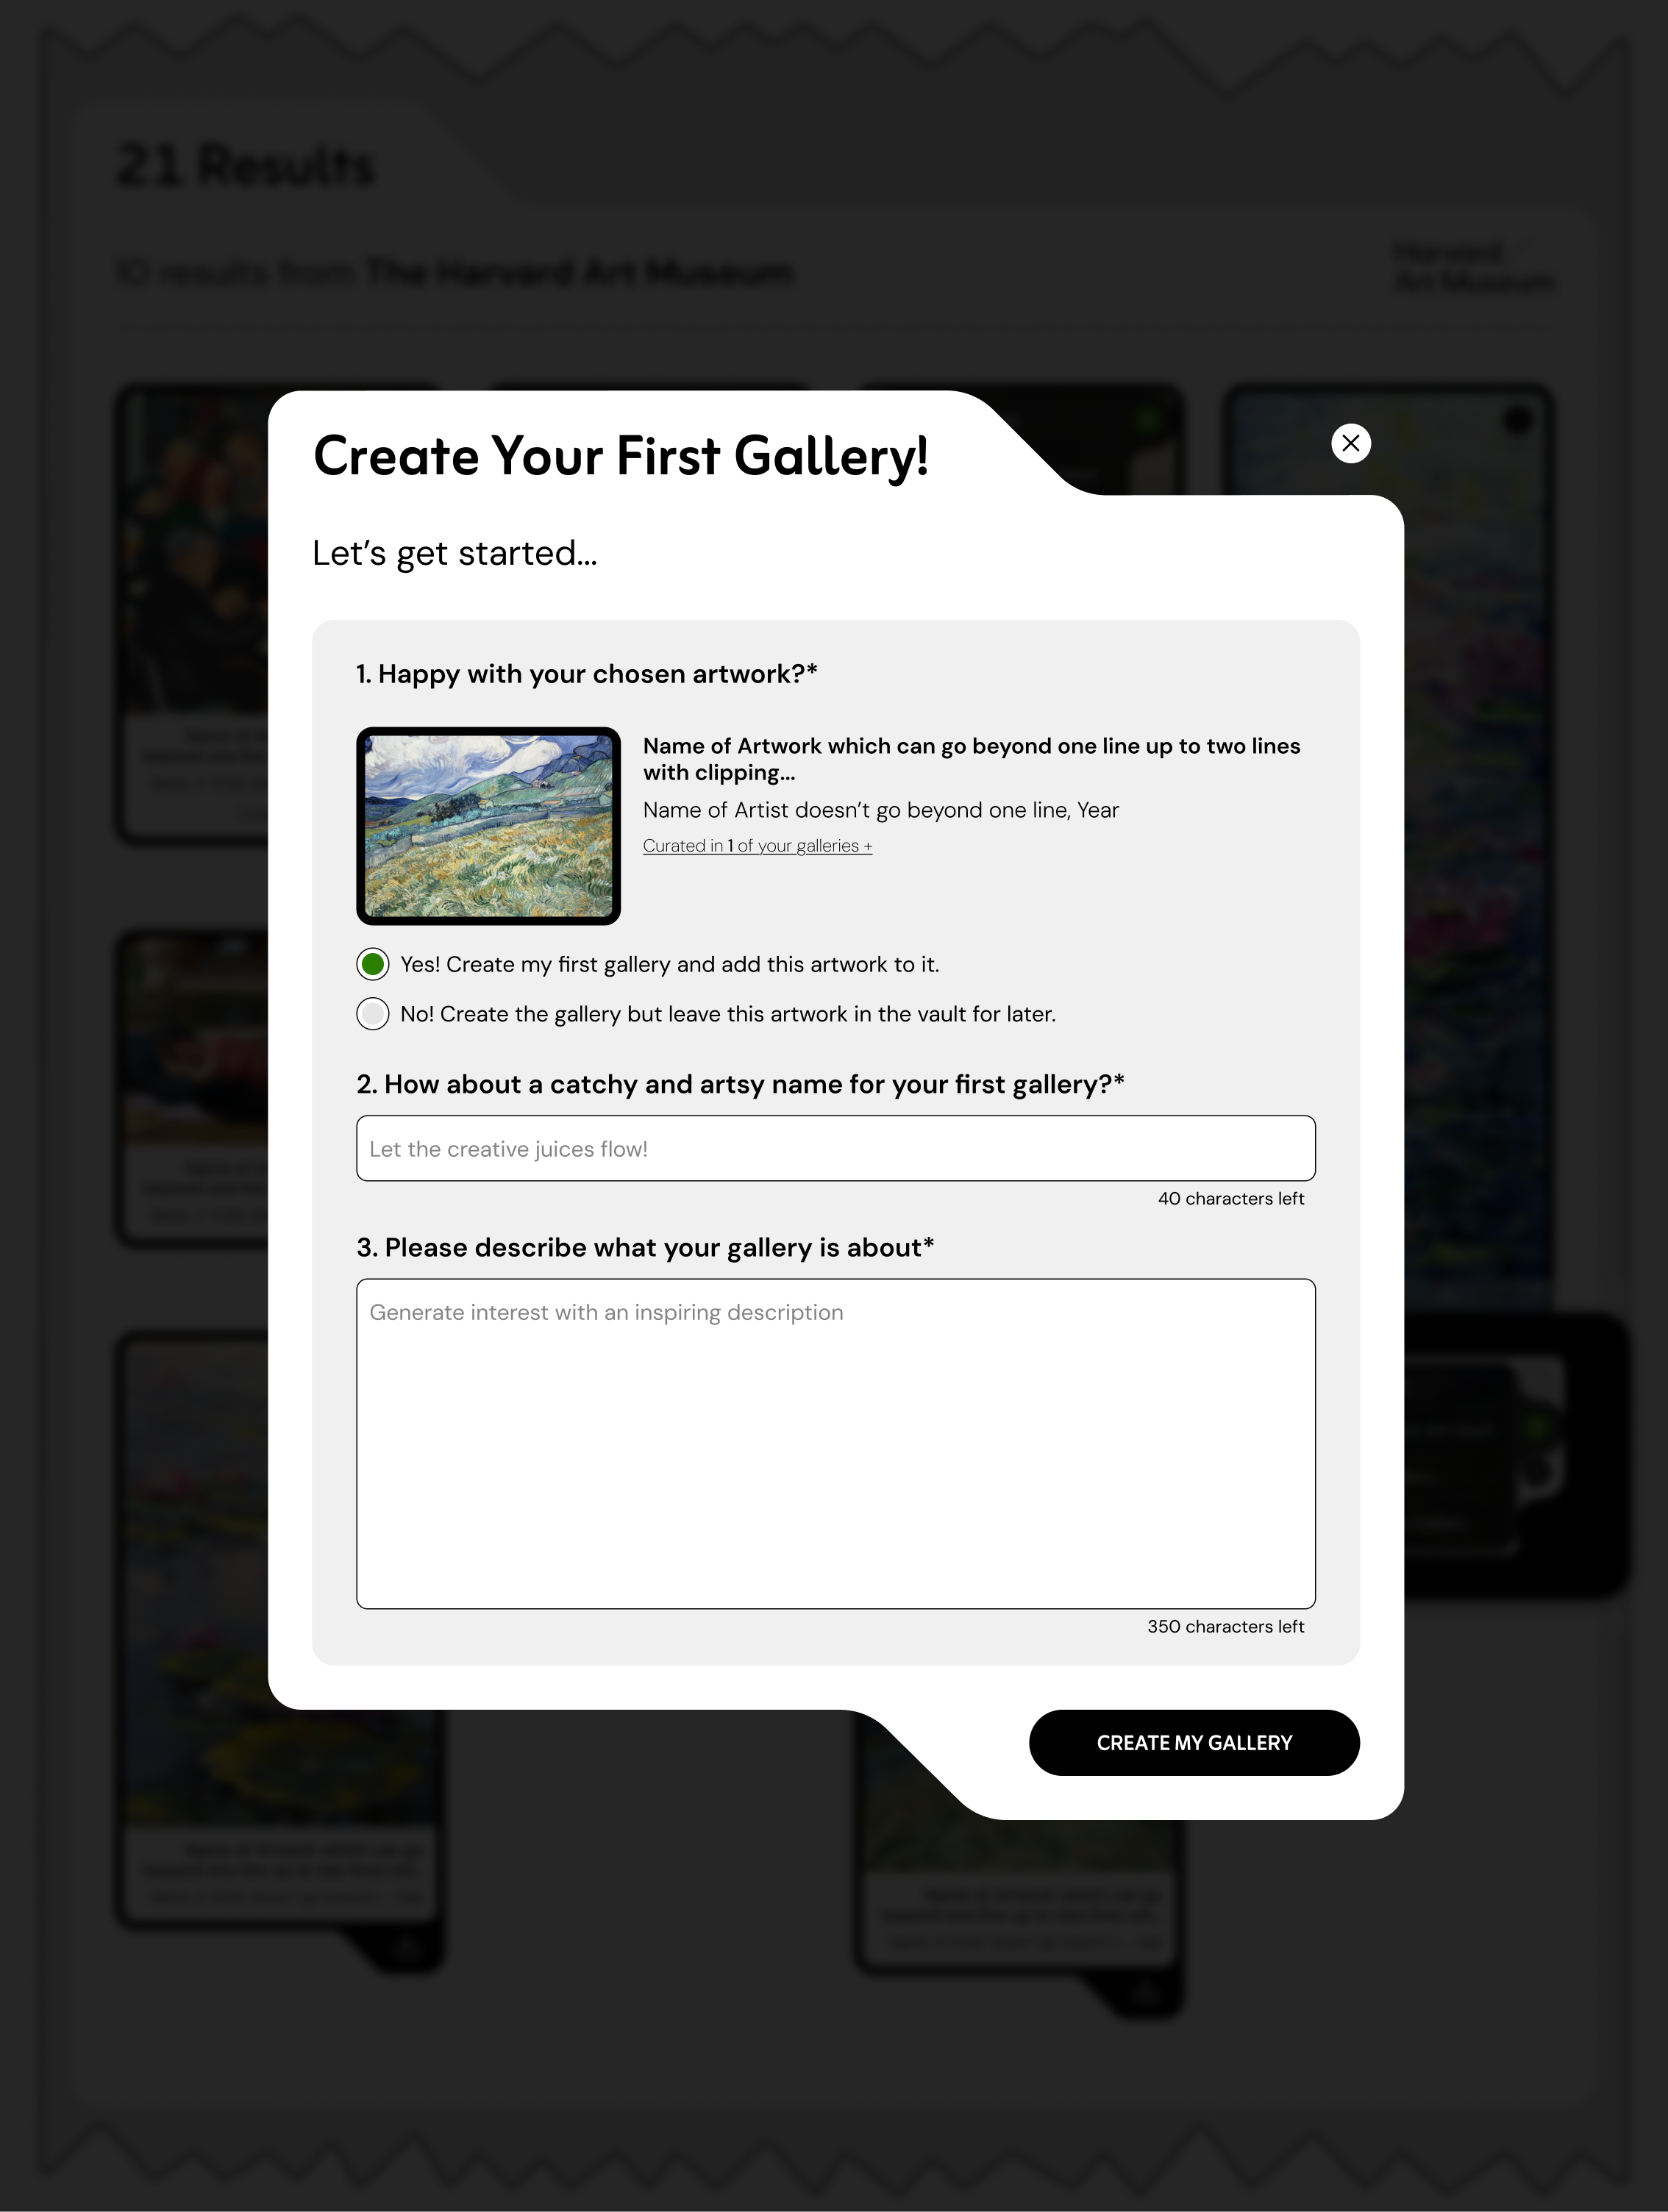 21 Results
10 results from The Harvard Art Museum
Harvard
Art Museum
Create Your First Gallery!
Let’s get started...
1. Happy with your chosen artwork?*
Name of Artwork which can go beyond one line up to two lines
with clipping...
Name of Artist doesn’t go beyond one line, Year
Curated in 1 of your galleries +
Yes! Create my first gallery and add this artwork to it.
No! Create the gallery but leave this artwork in the vault for later.
2. How about a catchy and artsy name for your first gallery?*
Let the creative juices flow!
40 characters left
3. Please describe what your gallery is about*
Generate interest with an inspiring description
350 characters left
CREATE MY GALLERY